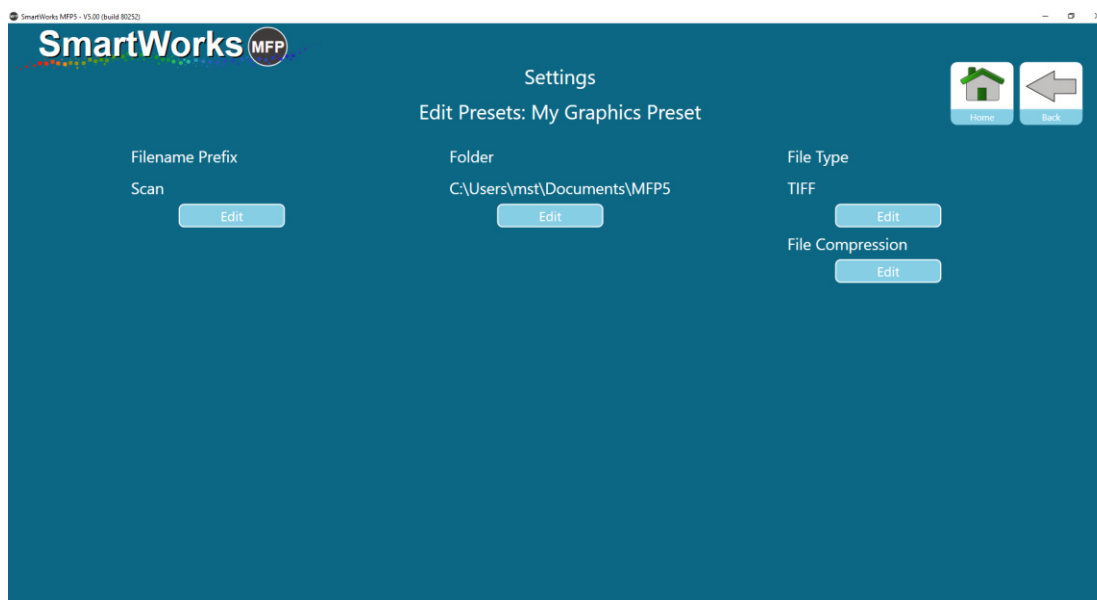 SmartWorks MFP5 - V5.00 (build 80252)
SmartWorks MFP
Settings
Edit Presets: My Graphics Preset
Home
Back
Filename Prefix
Folder
File Type
Scan
C:\Users\mst\Documents\MFP5
TIFF
Edit
Edit
Edit
File Compression
Edit